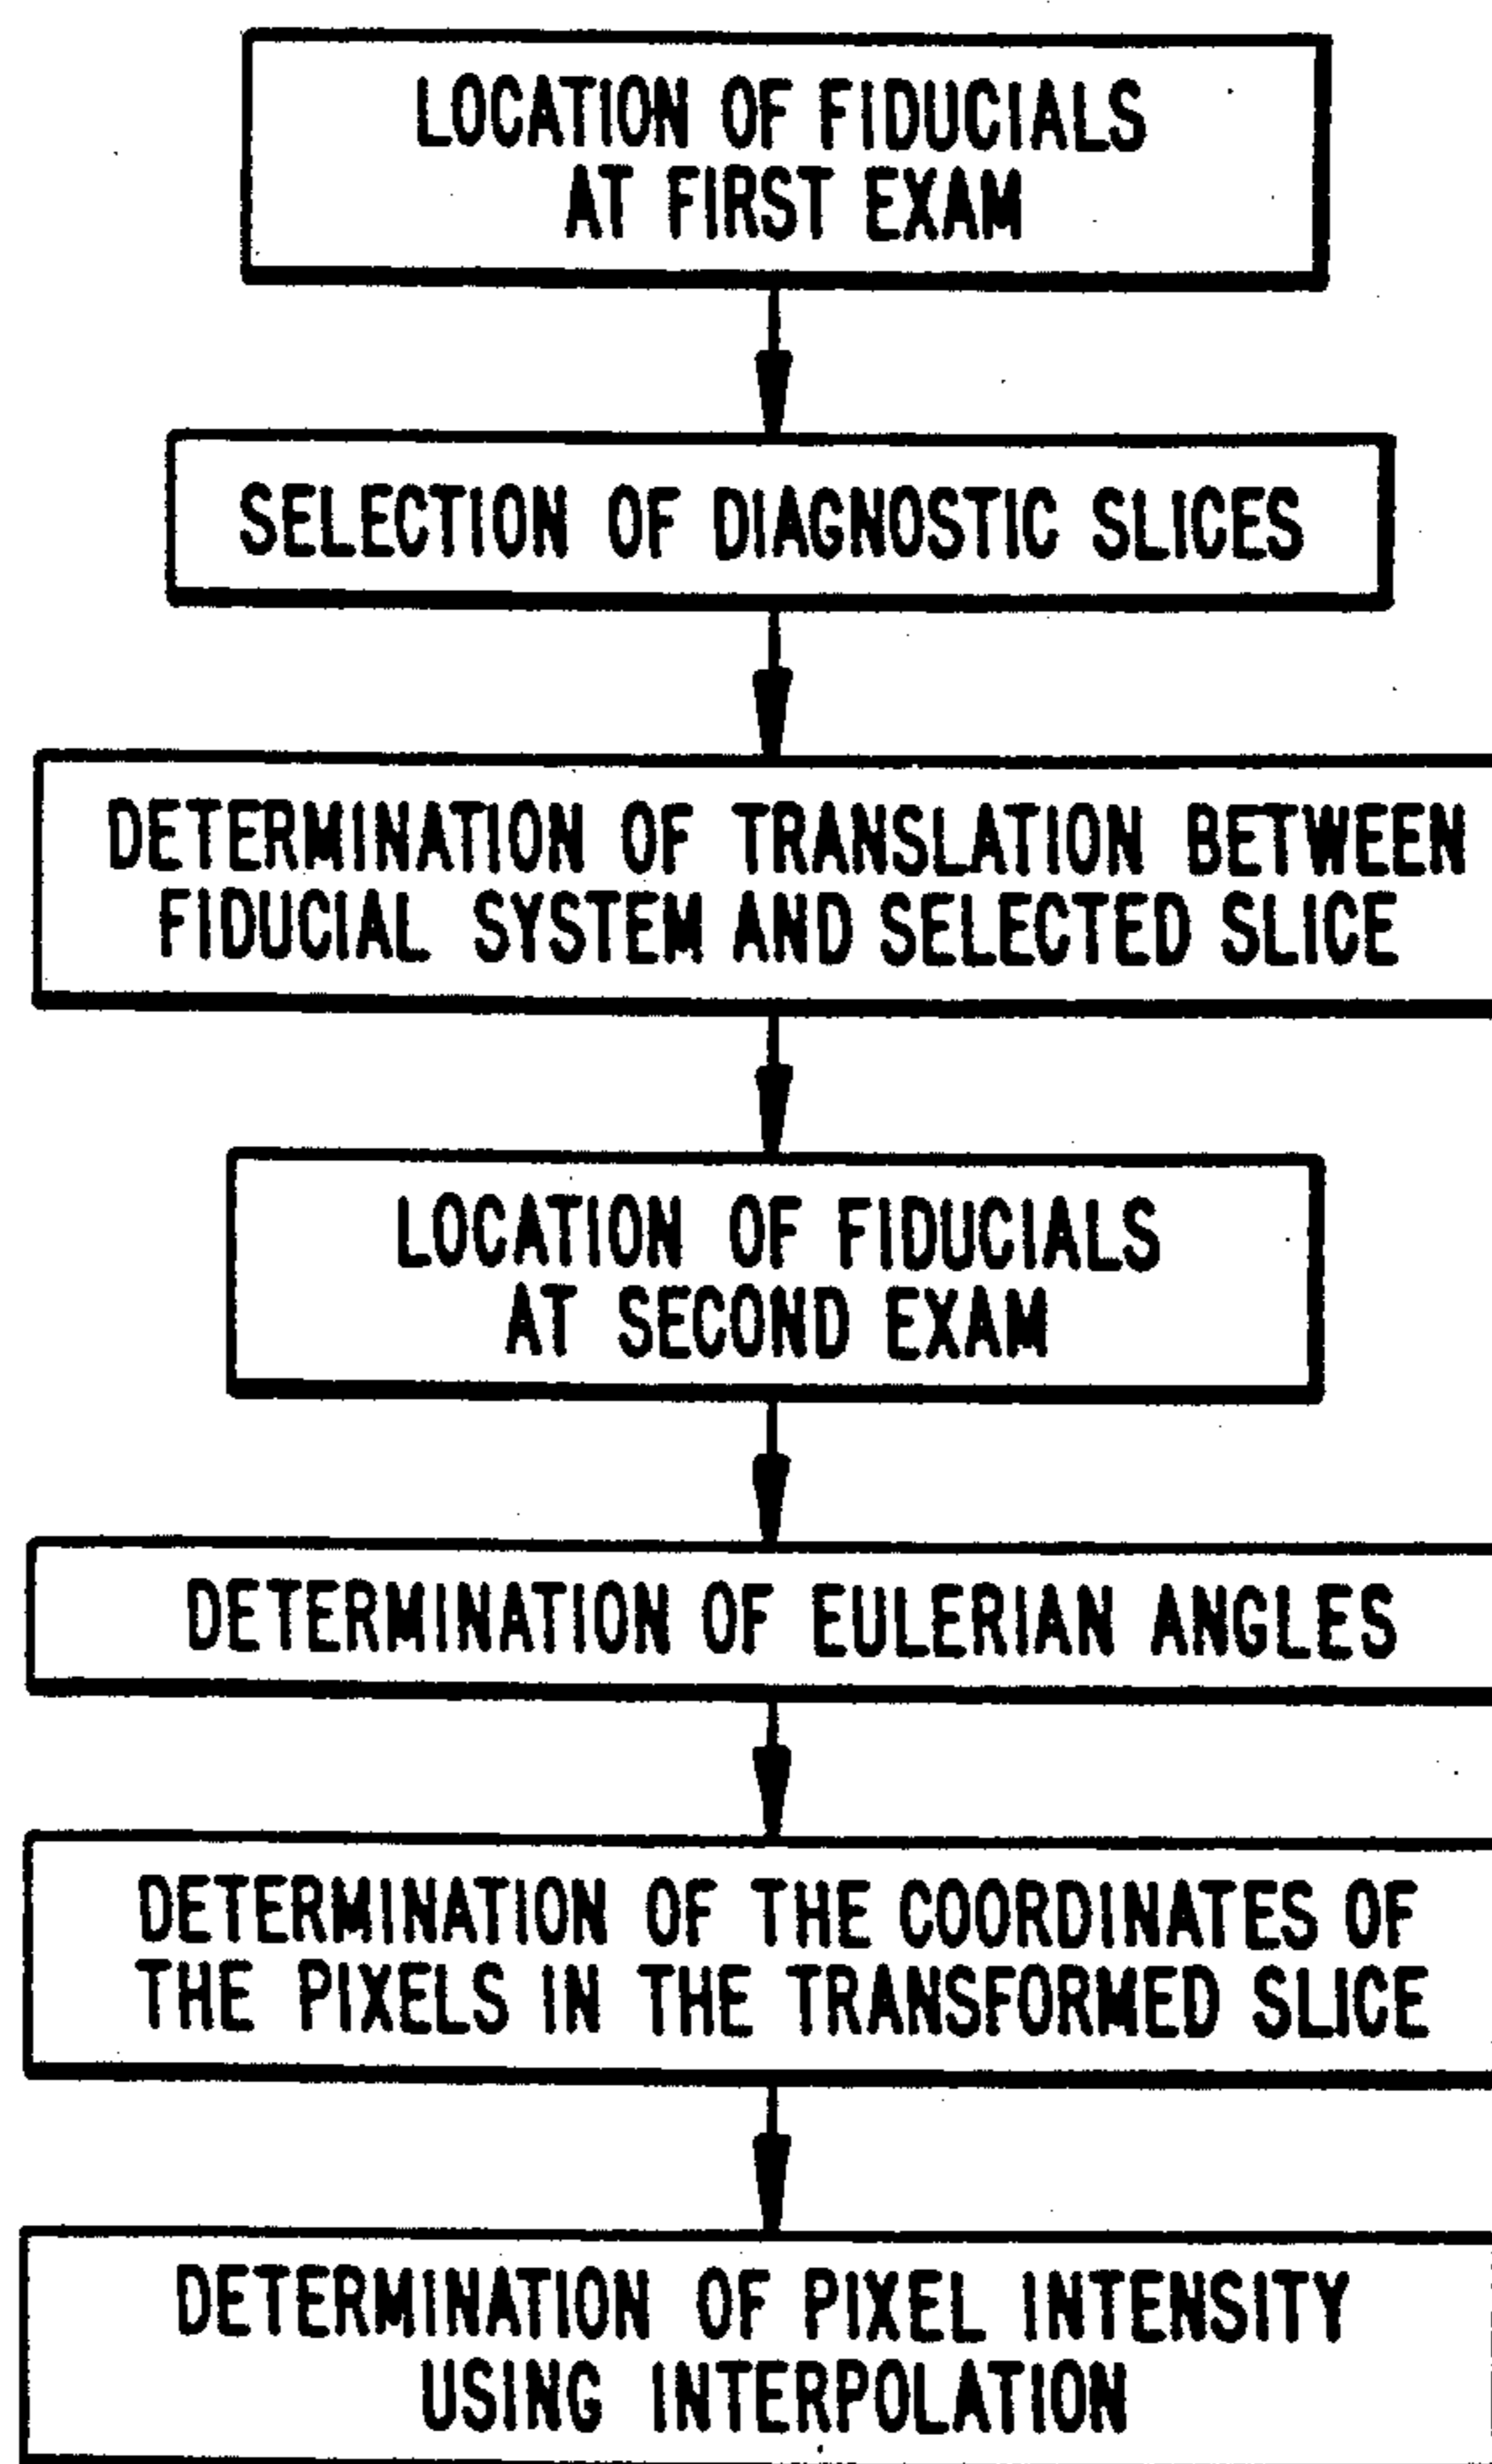 LOCATION OF FIDUCIALS
AT FIRST EXAM
SELECTION OF DIAGNOSTIC SLICES
DETERMINATION OF TRANSLATION BETWEEN
FIDUCIAL SYSTEM AND SELECTED SLICE
LOCATION OF FIDUCIALS
AT SECOND EXAM
DETERMINATION OF EULERIAN ANGLES
DETERMINATION OF THE COORDINATES OF
THE PIXELS IN THE TRANSFORMED SLICE
DETERMINATION OF PIXEL INTENSITY
USING INTERPOLATION